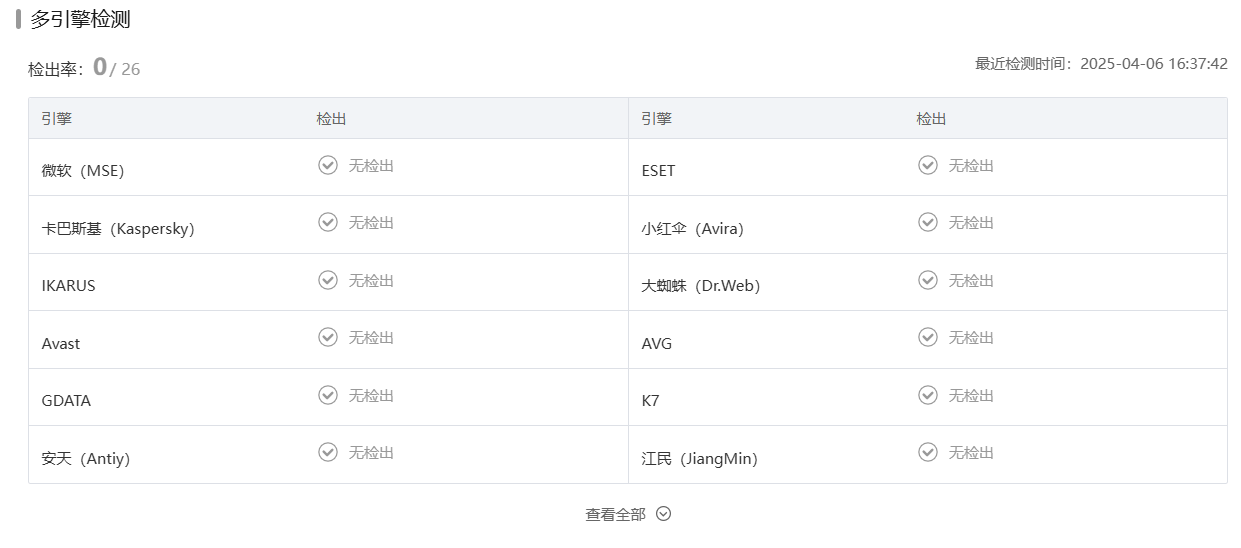 多引擎检测
检出率：0 / 26
最近检测时间：2025-04-06 16:37:42
引擎 检出 引擎 检出
微软（MSE） 无检出 ESET 无检出
卡巴斯基（Kaspersky） 无检出 小红伞（Avira） 无检出
IKARUS 无检出 大蜘蛛（Dr.Web） 无检出
Avast 无检出 AVG 无检出
GDATA 无检出 K7 无检出
安天（Antiy） 无检出 江民（JiangMin） 无检出
查看全部